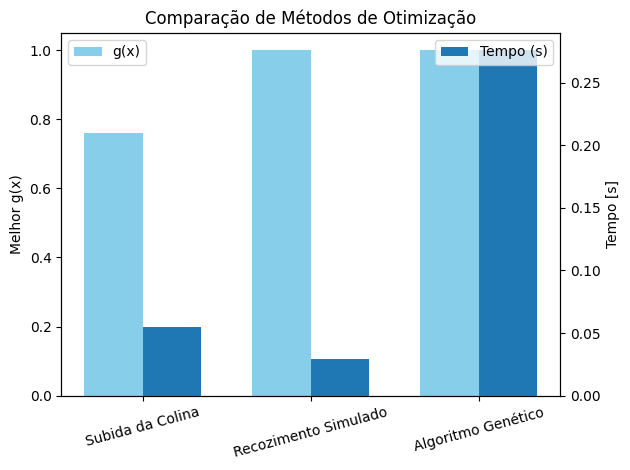 Comparação de Métodos de Otimização
g(x)
Tempo (s)
Melhor g(x)
1.0
0.8
0.6
0.4
0.2
0.0
0.25
0.20
0.15
0.10
0.05
0.00
Tempo [s]
Subida da Colina
Recozimento Simulado
Algoritmo Genético